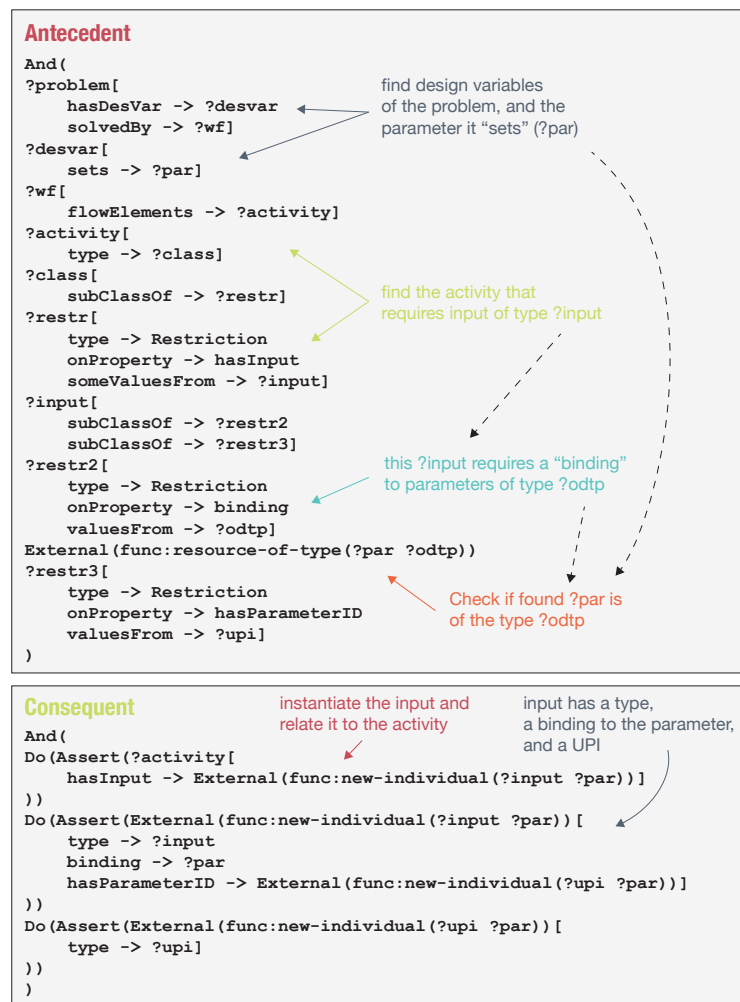 Antecedent
And(
?problem[
    hasDesVar -> ?desvar
    solvedBy -> ?wf]
?desvar[
    sets -> ?par]
?wf[
    flowElements -> ?activity]
?activity[
    type -> ?class]
?class[
    subClassOf -> ?restr]
?restr[
    type -> Restriction
    onProperty -> hasInput
    someValuesFrom -> ?input]
?input[
    subClassOf -> ?restr2
    subClassOf -> ?restr3]
?restr2[
    type -> Restriction
    onProperty -> binding
    valuesFrom -> ?odtp]
External(func:resource-of-type(?par ?odtp))
?restr3[
    type -> Restriction
    onProperty -> hasParameterID
    valuesFrom -> ?upi]
)
find design variables
of the problem, and the
parameter it “sets” (?par)
find the activity that
requires input of type ?input
this ?input requires a “binding”
to parameters of type ?odtp
Check if found ?par is
of the type ?odtp
Consequent
instantiate the input and
relate it to the activity
input has a type,
a binding to the parameter,
and a UPI
And(
Do(Assert(?activity[
    hasInput -> External(func:new-individual(?input ?par))]
))
Do(Assert(External(func:new-individual(?input ?par))[
    type -> ?input
    binding -> ?par
    hasParameterID -> External(func:new-individual(?upi ?par))]
))
Do(Assert(External(func:new-individual(?upi ?par))[
    type -> ?upi]
))
)